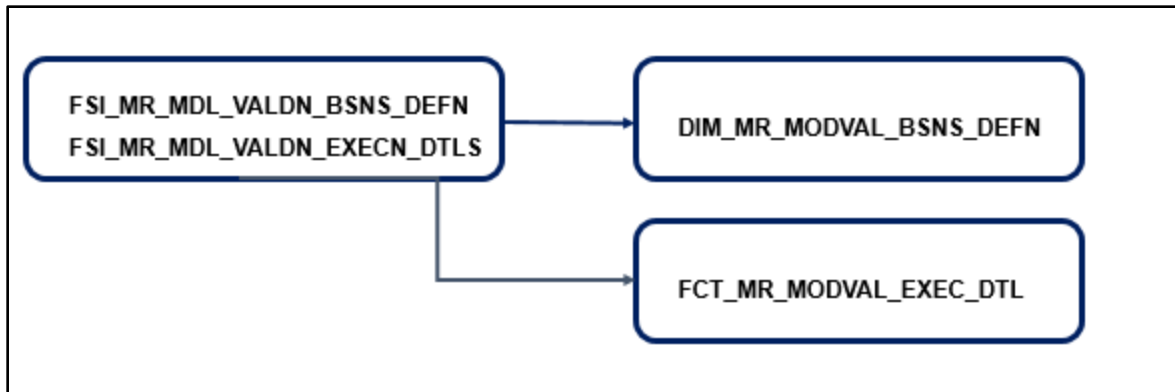 FSI_MR_MDL_VALDN_BSNS_DEFN
FSI_MR_MDL_VALDN_EXECN_DTLS
DIM_MR_MODVAL_BSNS_DEFN
FCT_MR_MODVAL_EXEC_DTL